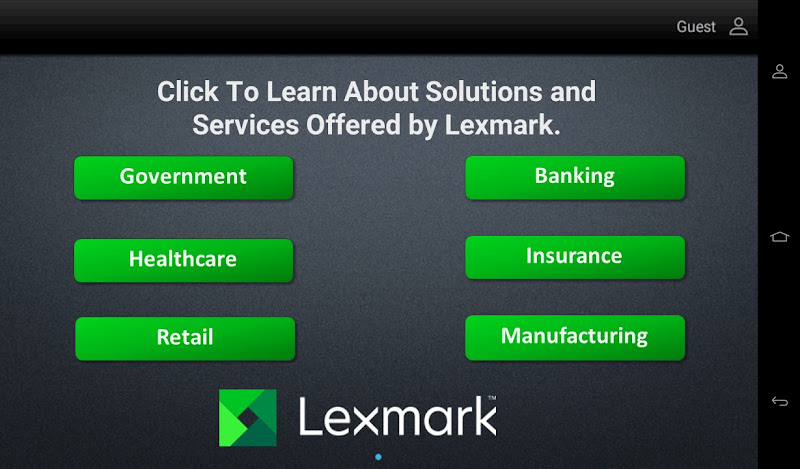 Guest
Click To Learn About Solutions and
Services Offered by Lexmark.
Government
Banking
Healthcare
Insurance
Retail
Manufacturing
Lexmark™